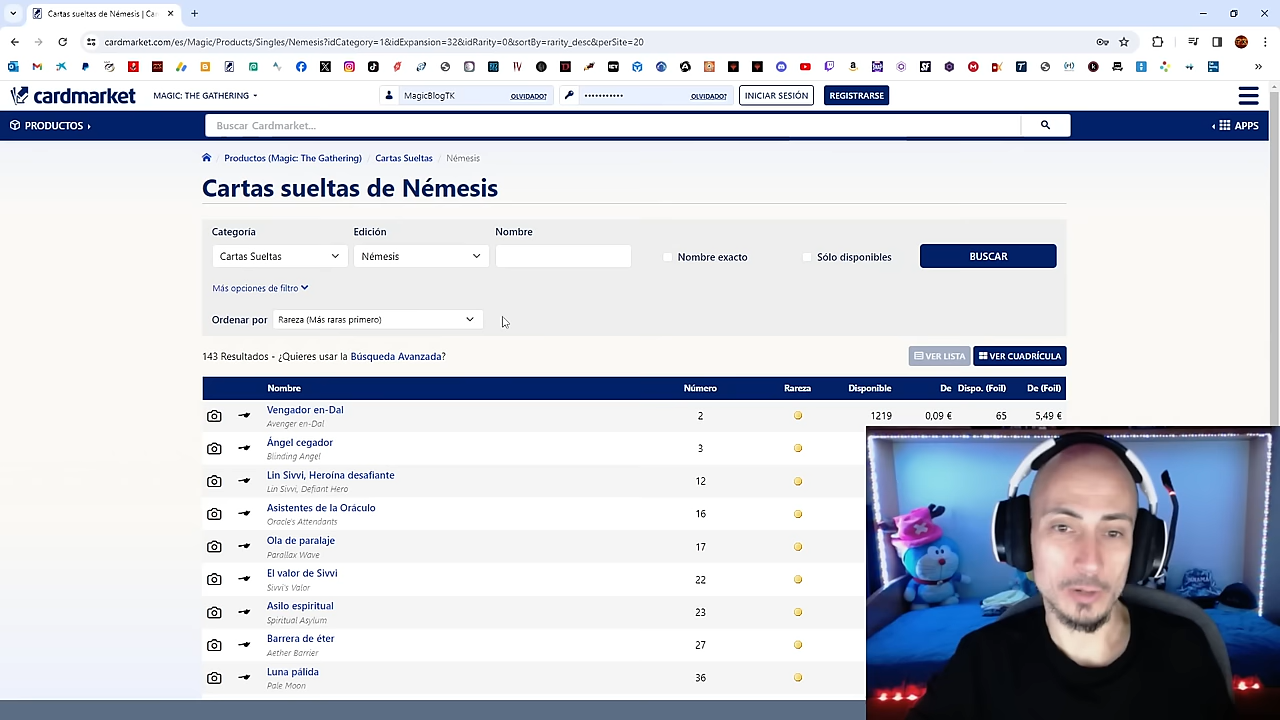 Cartas sueltas de Némesis | Car
cardmarket.com/es/Magic/Products/Singles/Nemesis?idCategory=1&idExpansion=32&idRarity=0&sortBy=rarity_desc&perSite=20
cardmarket MAGIC: THE GATHERING MagicBlogTK OLVIDADO? ••••••••••• OLVIDADO? INICIAR SESIÓN REGISTRARSE
PRODUCTOS Buscar Cardmarket... APPS
Productos (Magic: The Gathering) / Cartas Sueltas / Némesis
Cartas sueltas de Némesis
Categoría Edición Nombre
Cartas Sueltas Némesis Nombre exacto Sólo disponibles BUSCAR
Más opciones de filtro
Ordenar por Rareza (Más raras primero)
143 Resultados - ¿Quieres usar la Búsqueda Avanzada? VER LISTA VER CUADRÍCULA
Nombre Número Rareza Disponible De Dispo. (Foil) De (Foil)
Vengador en-Dal 2 1219 0,09 € 65 5,49 €
Avenger en-Dal
Ángel cegador 3
Blinding Angel
Lin Sivvi, Heroína desafiante 12
Lin Sivvi, Defiant Hero
Asistentes de la Oráculo 16
Oracle's Attendants
Ola de paralaje 17
Parallax Wave
El valor de Sivvi 22
Sivvi's Valor
Asilo espiritual 23
Spiritual Asylum
Barrera de éter 27
Aether Barrier
Luna pálida 36
Pale Moon